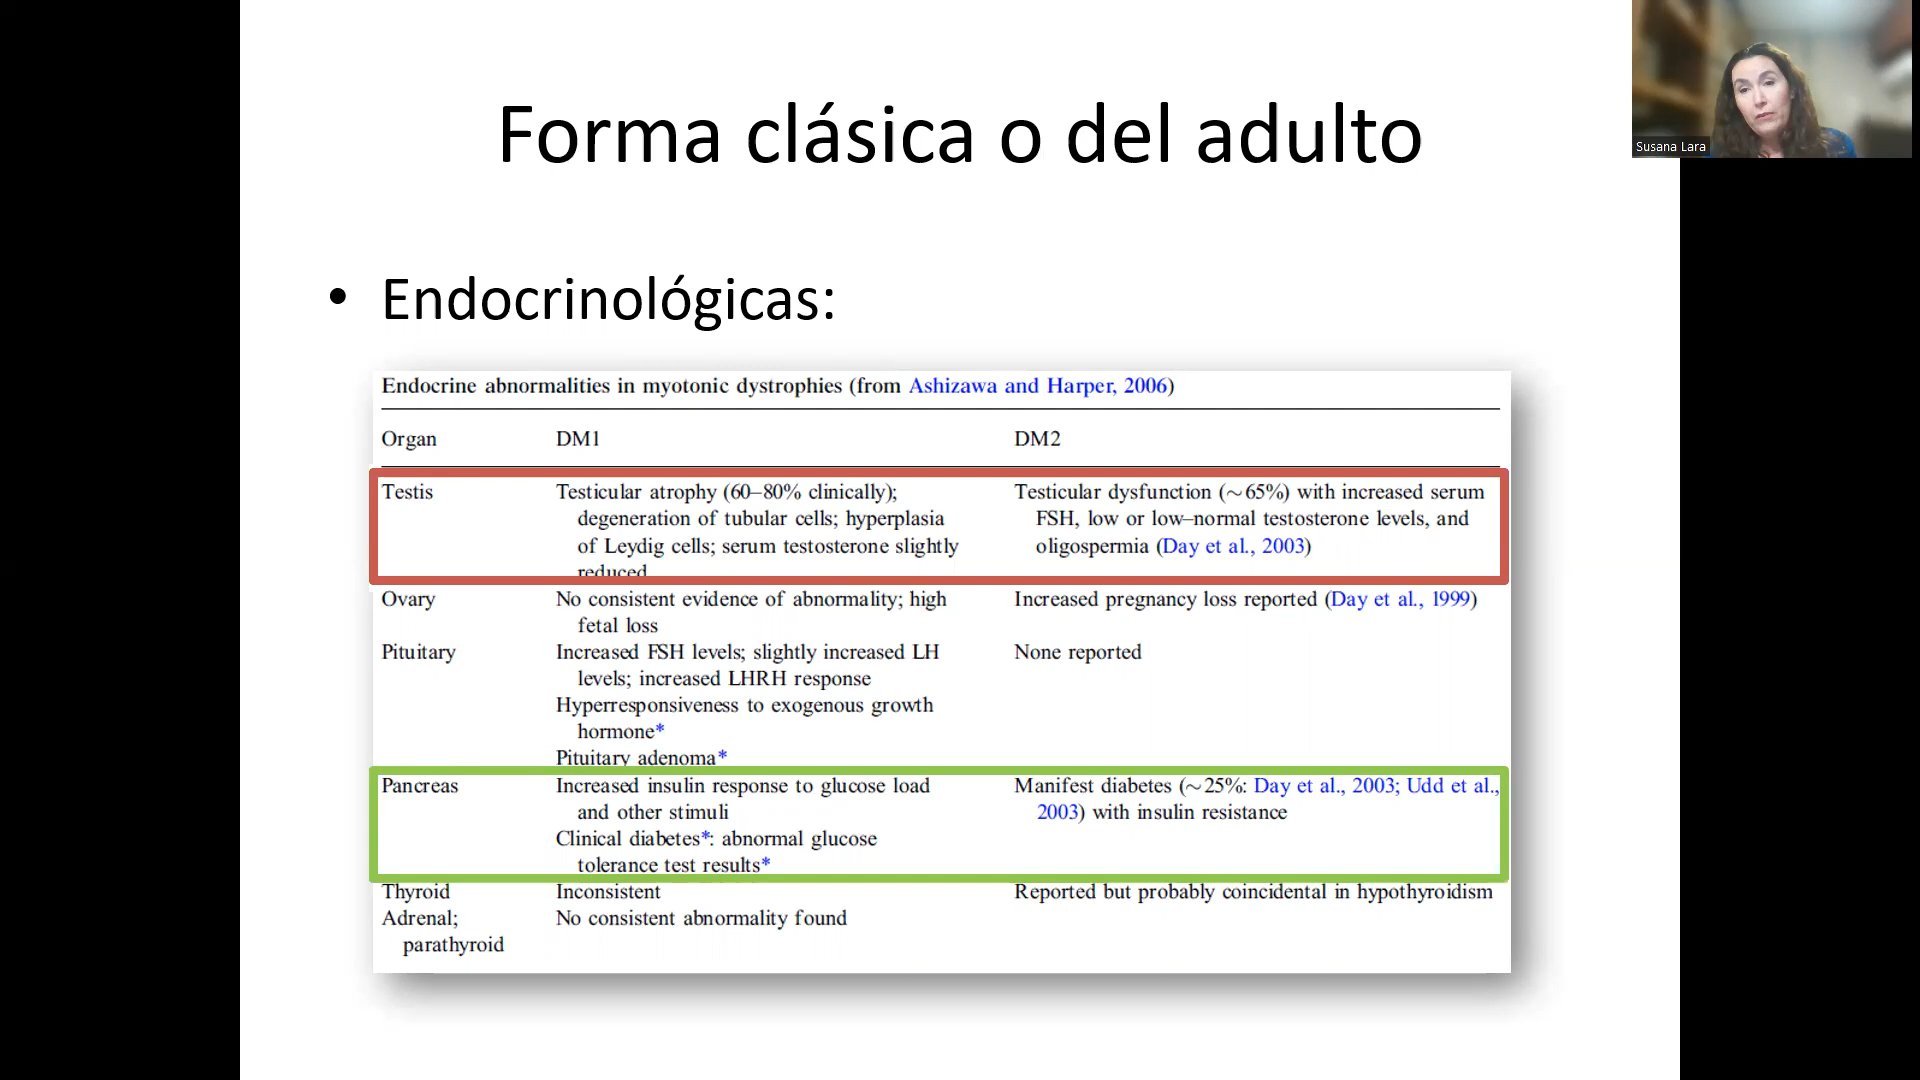 Forma clásica o del adulto
Susana Lara
• Endocrinológicas:
Endocrine abnormalities in myotonic dystrophies (from Ashizawa and Harper, 2006)
Organ DM1 DM2
Testis Testicular atrophy (60–80% clinically); Testicular dysfunction (~65%) with increased serum
degeneration of tubular cells; hyperplasia FSH, low or low–normal testosterone levels, and
of Leydig cells; serum testosterone slightly oligospermia (Day et al., 2003)
reduced
Ovary No consistent evidence of abnormality; high Increased pregnancy loss reported (Day et al., 1999)
fetal loss
Pituitary Increased FSH levels; slightly increased LH None reported
levels; increased LHRH response
Hyperresponsiveness to exogenous growth
hormone*
Pituitary adenoma*
Pancreas Increased insulin response to glucose load Manifest diabetes (~25%: Day et al., 2003; Udd et al.,
and other stimuli 2003) with insulin resistance
Clinical diabetes*: abnormal glucose
tolerance test results*
Thyroid Inconsistent Reported but probably coincidental in hypothyroidism
Adrenal; No consistent abnormality found
parathyroid